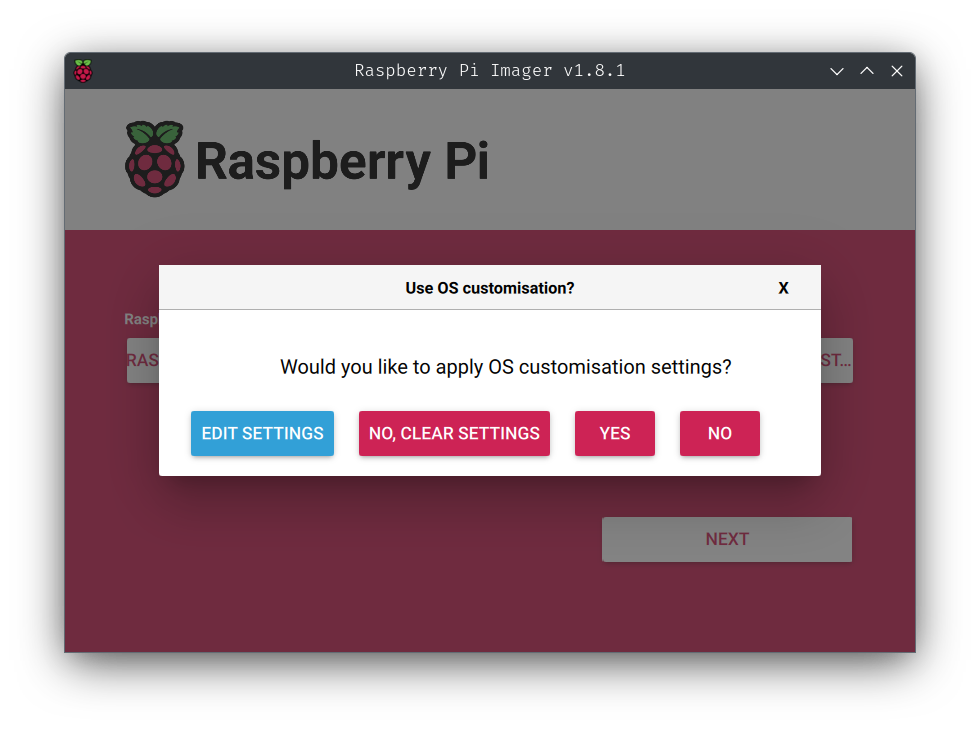 Raspberry Pi Imager v1.8.1
Raspberry Pi
Use OS customisation? X
Rasp
RAS ST...
Would you like to apply OS customisation settings?
EDIT SETTINGS NO, CLEAR SETTINGS YES NO
NEXT